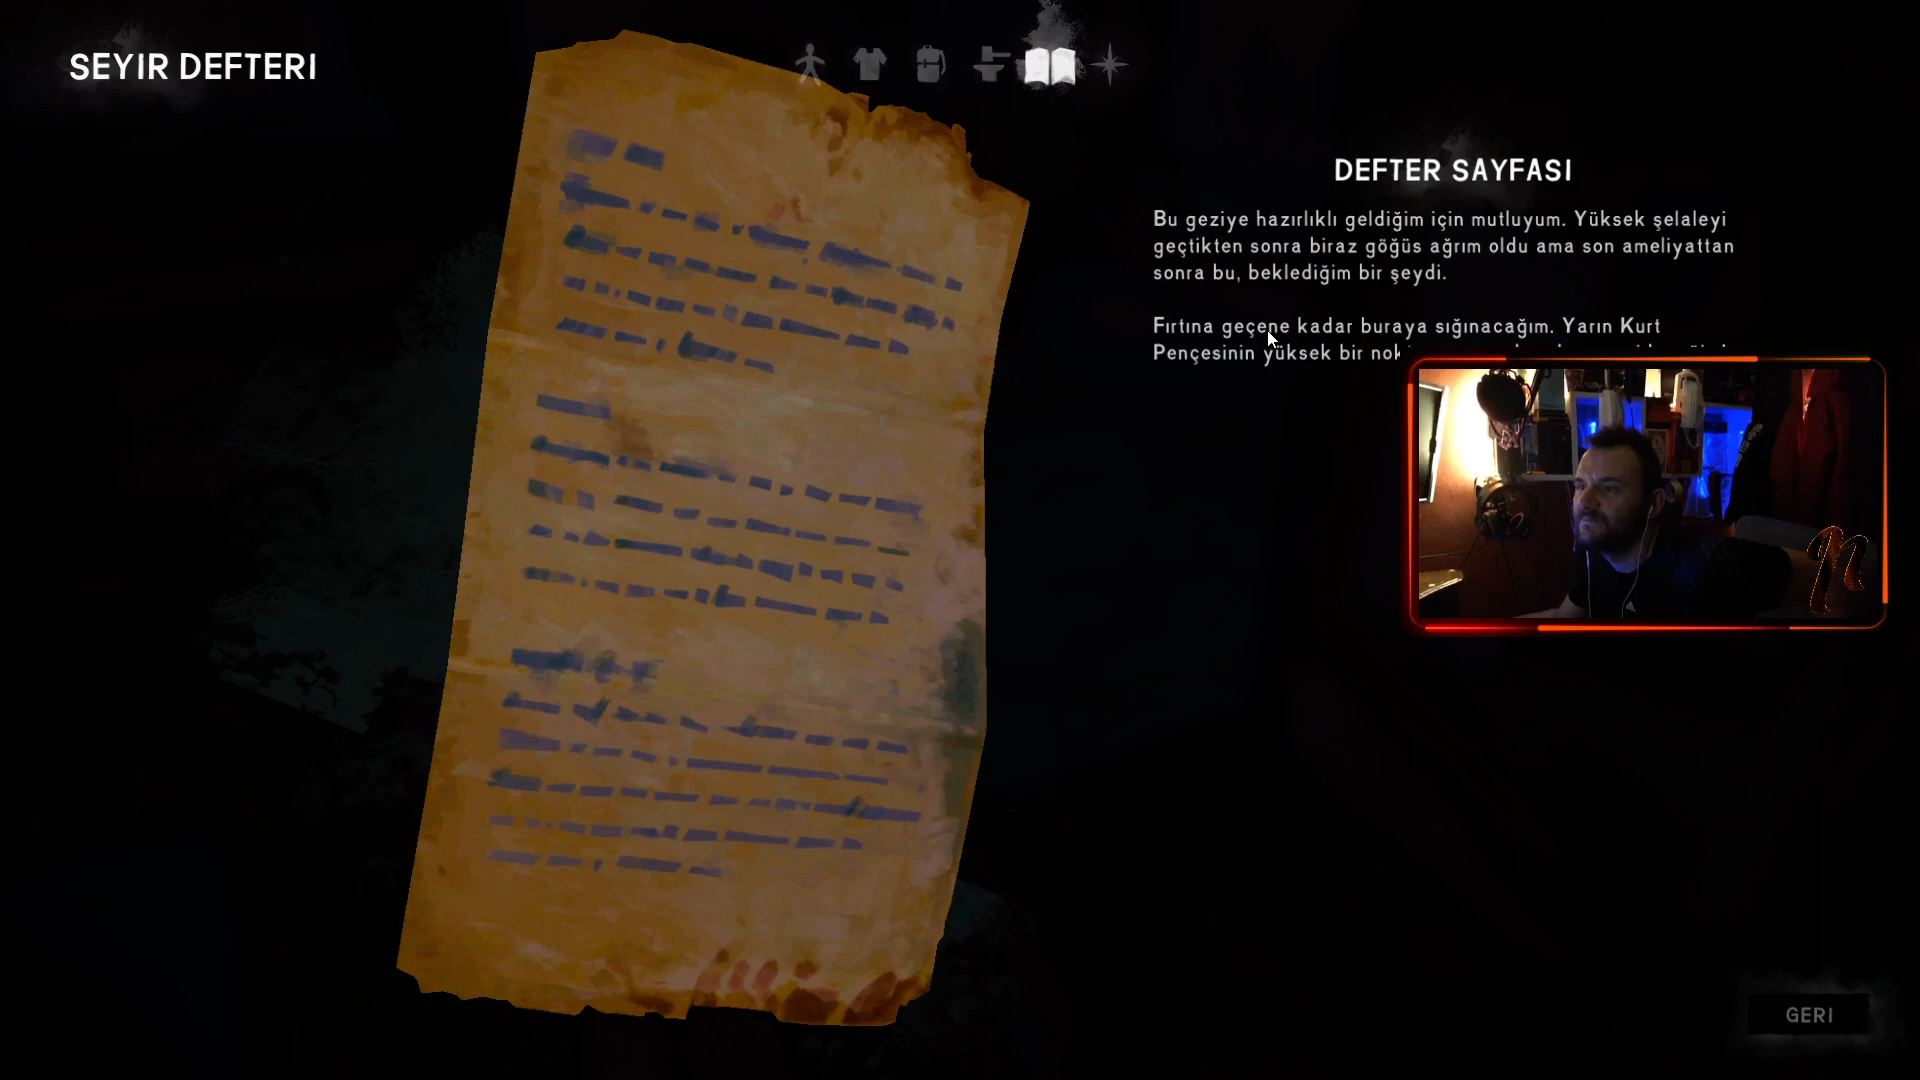 SEYIR DEFTERI
DEFTER SAYFASI
Bu geziye hazırlıklı geldiğim için mutluyum. Yüksek şelaleyi
geçtikten sonra biraz göğüs ağrım oldu ama son ameliyattan
sonra bu, beklediğim bir şeydi.
Fırtına geçene kadar buraya sığınacağım. Yarın Kurt
Pençesinin yüksek bir
GERI